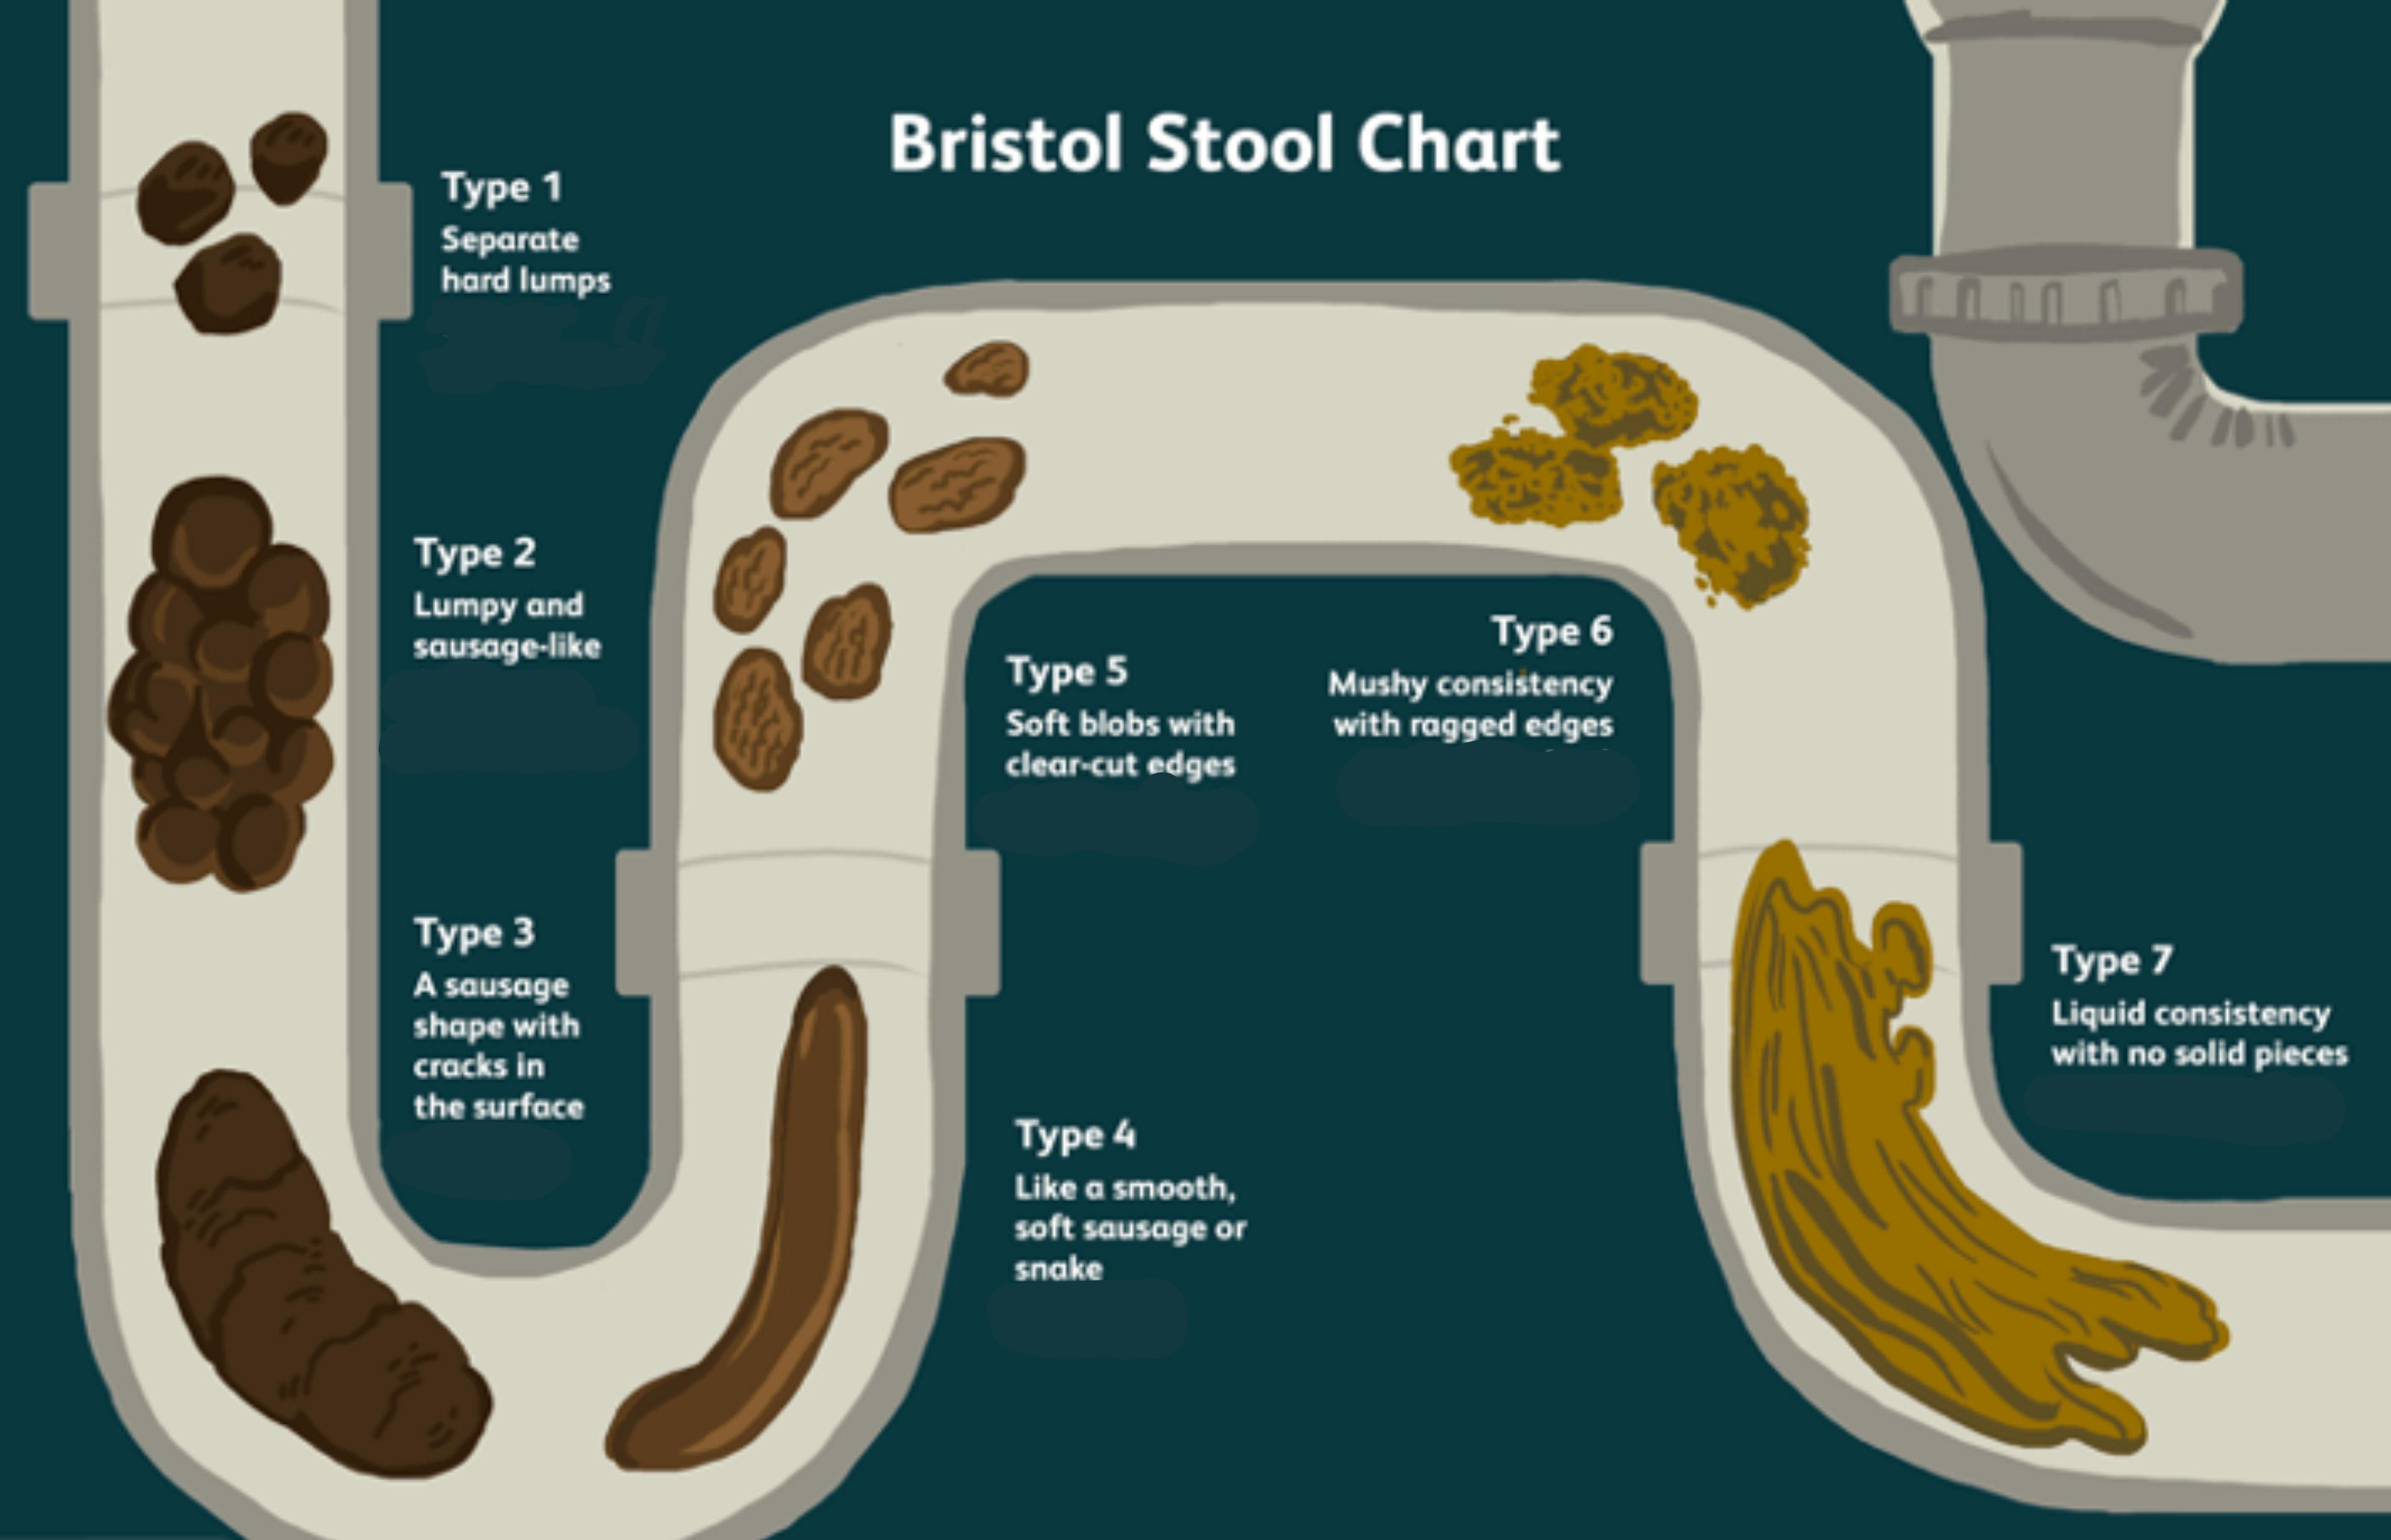 Bristol Stool Chart
Type 1
Separate
hard lumps
Type 2
Lumpy and
sausage-like
Type 3
A sausage
shape with
cracks in
the surface
Type 4
Like a smooth,
soft sausage or
snake
Type 5
Soft blobs with
clear-cut edges
Type 6
Mushy consistency
with ragged edges
Type 7
Liquid consistency
with no solid pieces